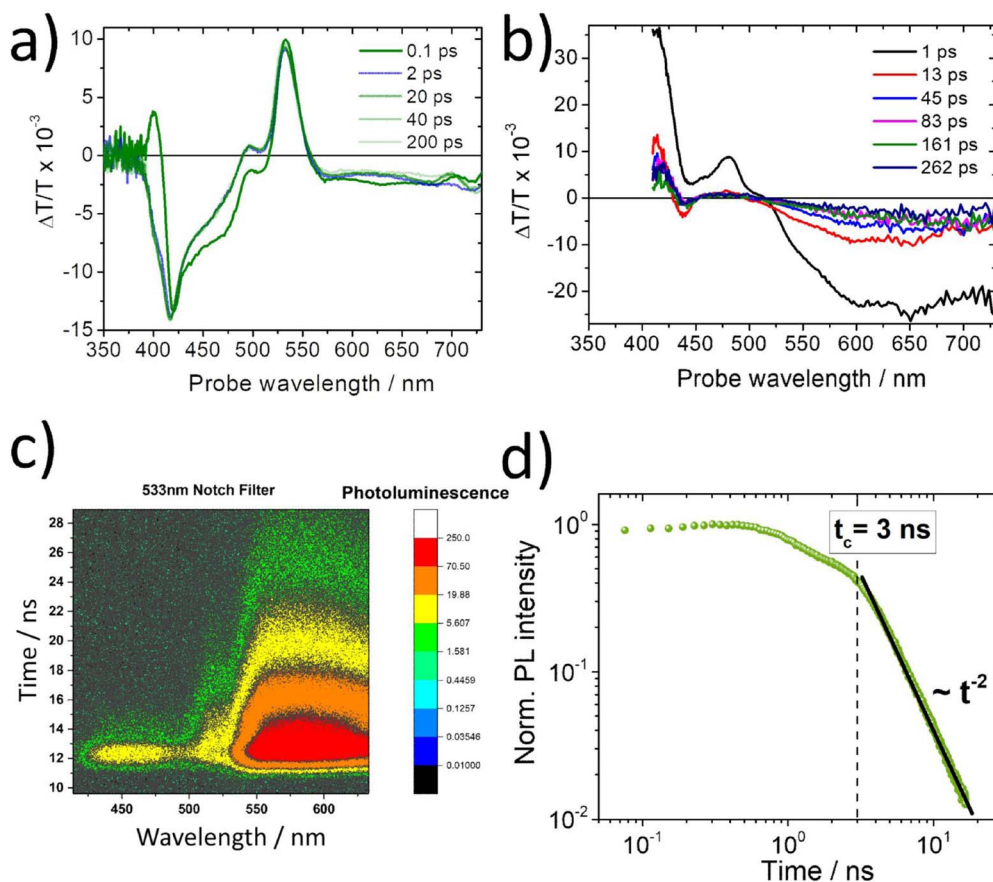 a)
10
5
0
-5
-10
-15
ΔT/T x 10⁻³
0.1 ps
2 ps
20 ps
40 ps
200 ps
350 400 450 500 550 600 650 700
Probe wavelength / nm
b)
30
20
10
0
-10
-20
ΔT/T x 10⁻³
1 ps
13 ps
45 ps
83 ps
161 ps
262 ps
350 400 450 500 550 600 650 700
Probe wavelength / nm
c)
533nm Notch Filter
Photoluminescence
28
26
24
22
20
18
16
14
12
10
Time / ns
450 500 550 600
Wavelength / nm
250.0
70.50
19.88
5.607
1.581
0.4459
0.1257
0.03546
0.01000
d)
10⁰
10⁻¹
10⁻²
Norm. PL intensity
t_c = 3 ns
~ t⁻²
10⁻¹ 10⁰ 10¹
Time / ns